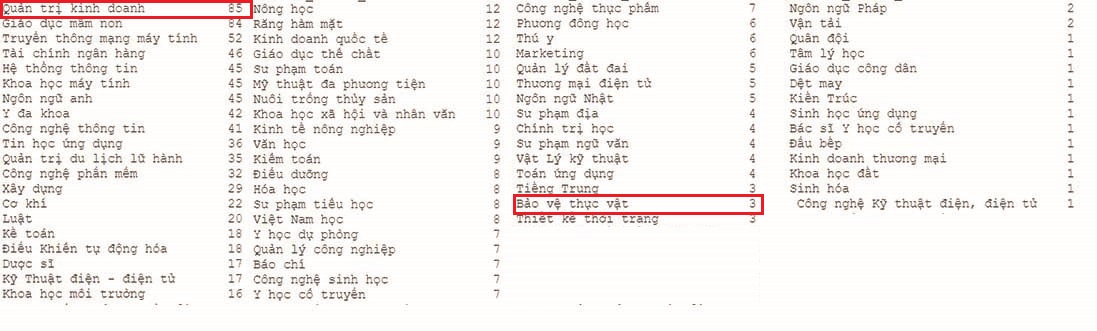 Quản trị kinh doanh 85
Giáo dục mầm non 84
Truyền thông mạng máy tính 52
Tài chính ngân hàng 46
Hệ thống thông tin 45
Khoa học máy tính 45
Ngôn ngữ anh 45
Y đa khoa 42
Công nghệ thông tin 41
Tin học ứng dụng 36
Quản trị du lịch lữ hành 35
Công nghệ phần mềm 32
Xây dựng 29
Cơ khí 22
Luật 20
Kế toán 18
Điều Khiển tự động hóa 18
Dược sĩ 17
Kỹ Thuật điện - điện tử 17
Khoa học môi trường 16
Nông học 12
Răng hàm mặt 12
Kinh doanh quốc tế 12
Giáo dục thể chất 10
Sư phạm toán 10
Mỹ thuật đa phương tiện 10
Nuôi trồng thủy sản 10
Khoa học xã hội và nhân văn 10
Kinh tế nông nghiệp 9
Văn học 9
Kiểm toán 9
Điều dưỡng 8
Hóa học 8
Sư phạm tiểu học 8
Việt Nam học 8
Y học dự phòng 7
Quản lý công nghiệp 7
Báo chí 7
Công nghệ sinh học 7
Y học cổ truyền 7
Công nghệ thực phẩm 7
Phương đông học 6
Thú y 6
Marketing 6
Quản lý đất đai 5
Thương mại điện tử 5
Ngôn ngữ Nhật 5
Sư phạm địa 4
Chính trị học 4
Sư phạm ngữ văn 4
Vật Lý kỹ thuật 4
Toán ứng dụng 4
Tiếng Trung 3
Bảo vệ thực vật 3
Thiết kế thời trang 3
Ngôn ngữ Pháp 2
Vận tải 2
Quân đội 1
Tâm lý học 1
Giáo dục công dân 1
Dệt may 1
Kiến Trúc 1
Sinh học ứng dụng 1
Bác sĩ Y học cổ truyền 1
Đầu bếp 1
Kinh doanh thương mại 1
Khoa học đất 1
Sinh hóa 1
Công nghệ Kỹ thuật điện, điện tử 1